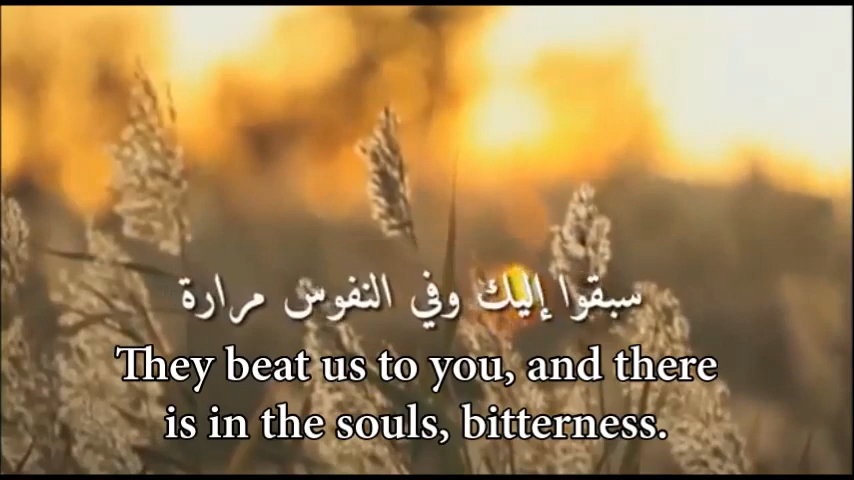 سبقوا إليك وفي النفوس مرارة
They beat us to you, and there
is in the souls, bitterness.